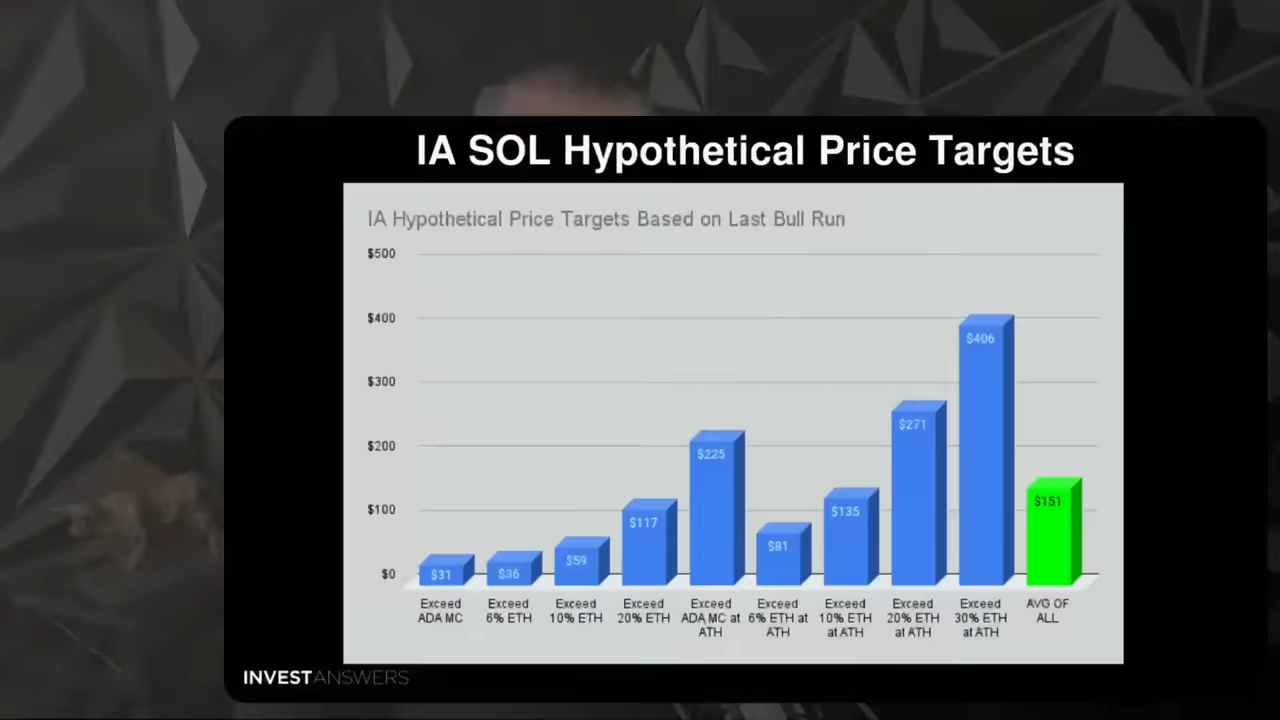 IA SOL Hypothetical Price Targets
IA Hypothetical Price Targets Based on Last Bull Run
$500
$400
$300
$200
$100
$0
$31
$36
$59
$117
$225
$81
$135
$271
$406
$151
Exceed
ADA MC
Exceed
6% ETH
Exceed
10% ETH
Exceed
20% ETH
Exceed
ADA MC at
ATH
Exceed
6% ETH at
ATH
Exceed
10% ETH
at ATH
Exceed
20% ETH
at ATH
Exceed
30% ETH
at ATH
AVG OF
ALL
INVESTANSWERS